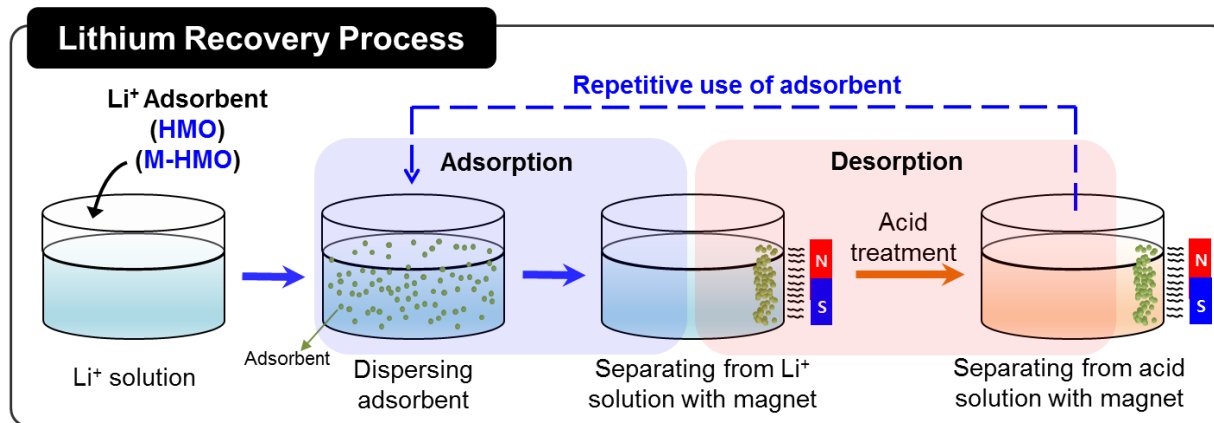 Lithium Recovery Process
Li⁺ Adsorbent
(HMO)
(M-HMO)
Repetitive use of adsorbent
Adsorption
Desorption
Acid
treatment
N
S
N
S
Adsorbent
Li⁺ solution
Dispersing
adsorbent
Separating from Li⁺
solution with magnet
Separating from acid
solution with magnet